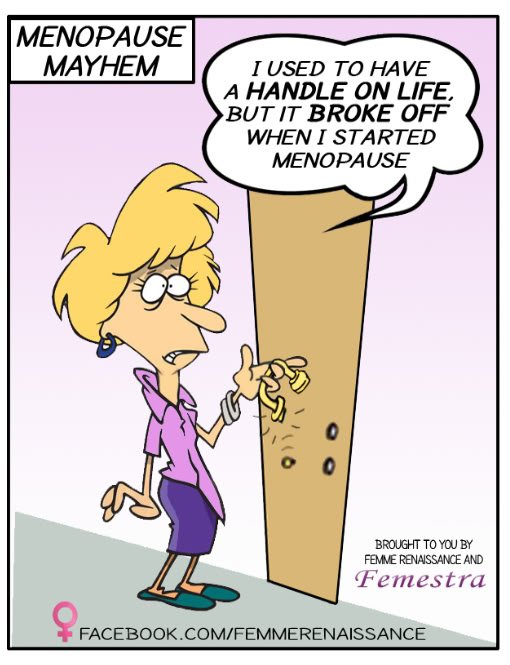 MENOPAUSE
MAYHEM
I USED TO HAVE
A HANDLE ON LIFE,
BUT IT BROKE OFF
WHEN I STARTED
MENOPAUSE
BROUGHT TO YOU BY
FEMME RENAISSANCE AND
Femestra
FACEBOOK.COM/FEMMERENAISSANCE